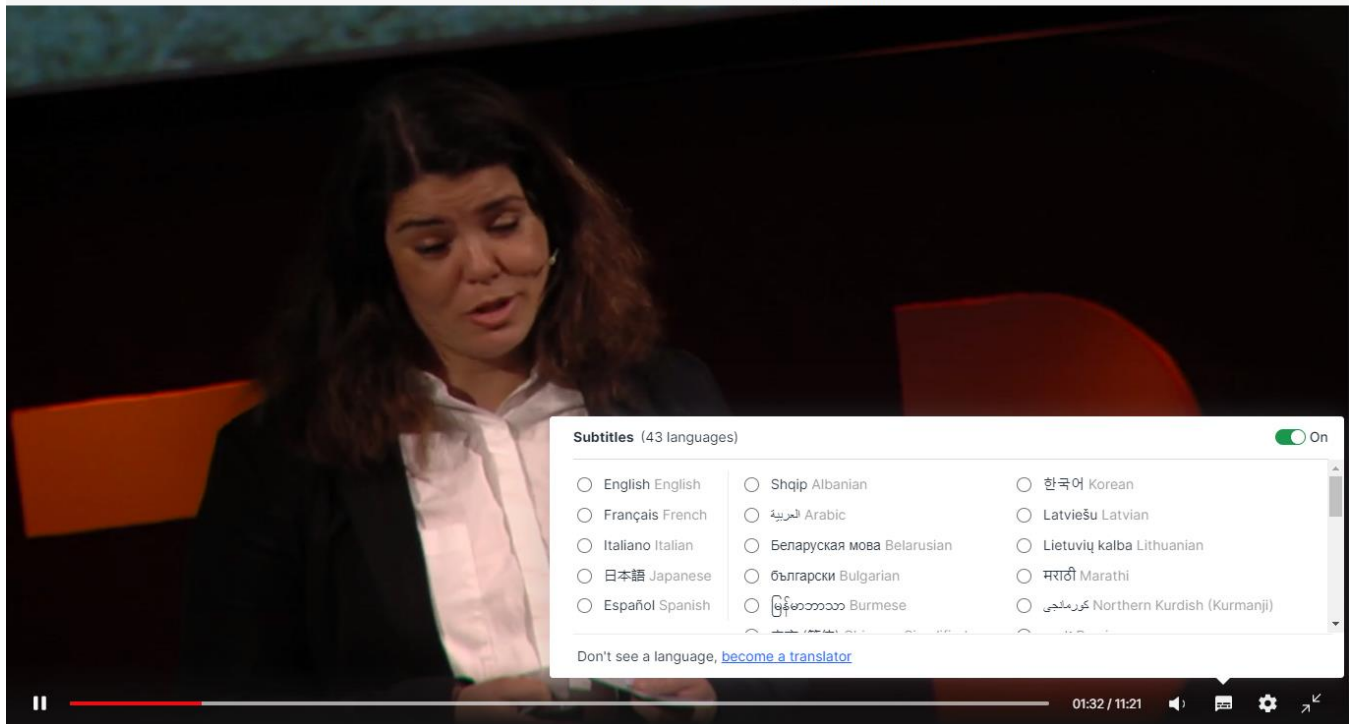 Subtitles (43 languages)
On
English English
Français French
Italiano Italian
日本語 Japanese
Español Spanish
Shqip Albanian
العربية Arabic
Беларуская мова Belarusian
български Bulgarian
မြန်မာဘာသာ Burmese
한국어 Korean
Latviešu Latvian
Lietuvių kalba Lithuanian
मराठी Marathi
کورمانجی Northern Kurdish (Kurmanji)
Don't see a language, become a translator
01:32 / 11:21